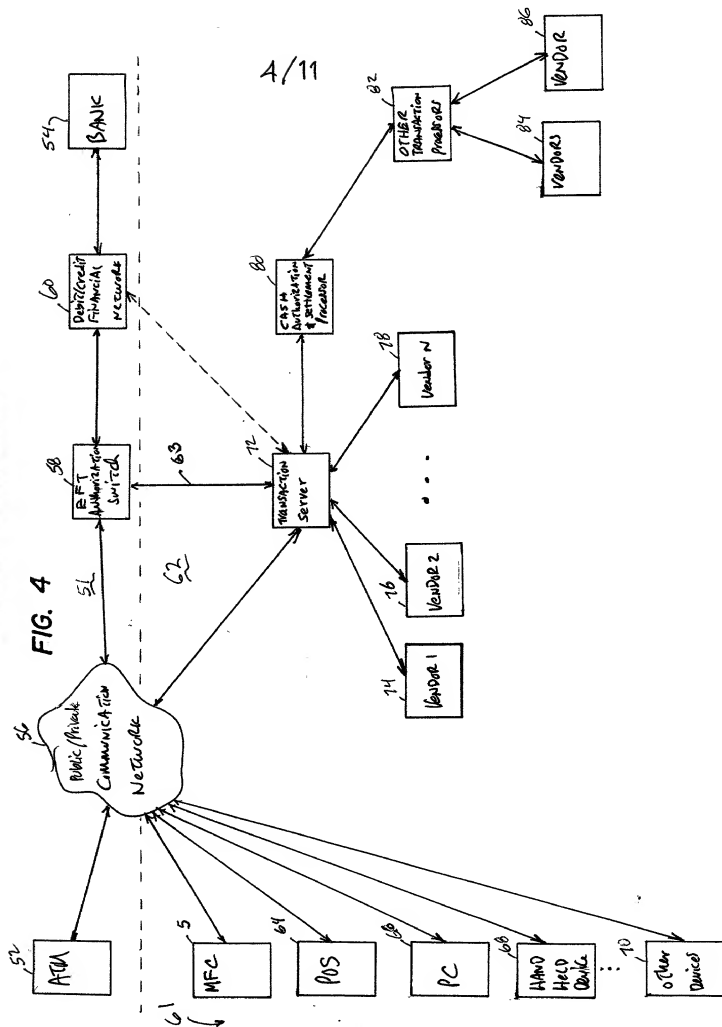 4/11
FIG. 4
52
ATM
56
Public/Private
Communication
Network
51
58
EFT
Authorization
Switch
60
Debit/Credit
Financial
Network
54
BANK
61
5
MFC
64
POS
66
PC
68
HAND
HELD
Device
70
Other
Devices
62
63
72
TRANSACTION
Server
74
VENDOR 1
76
VENDOR 2
78
Vendor N
80
CASH
Authorization
& Settlement
Processor
82
OTHER
TRANSACTION
Processors
84
VENDORS
86
VENDOR